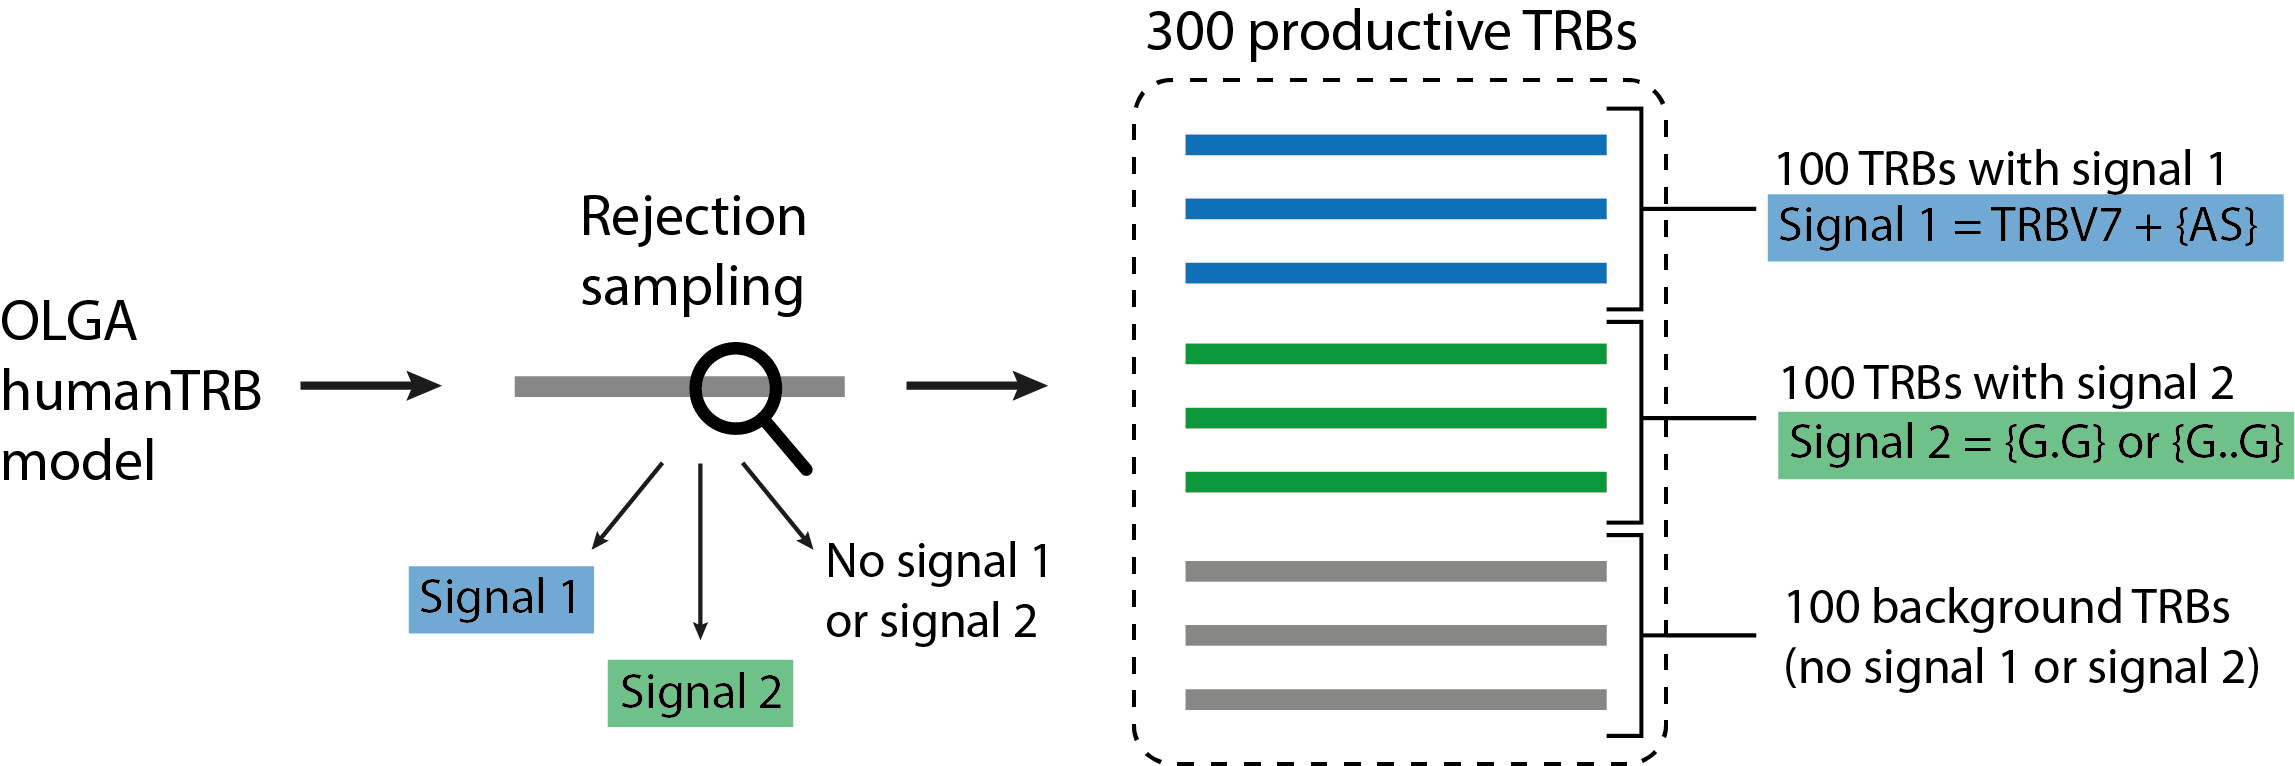 OLGA
humanTRB
model
Rejection
sampling
Signal 1
Signal 2
No signal 1
or signal 2
300 productive TRBs
100 TRBs with signal 1
Signal 1 = TRBV7 + {AS}
100 TRBs with signal 2
Signal 2 = {G.G} or {G..G}
100 background TRBs
(no signal 1 or signal 2)